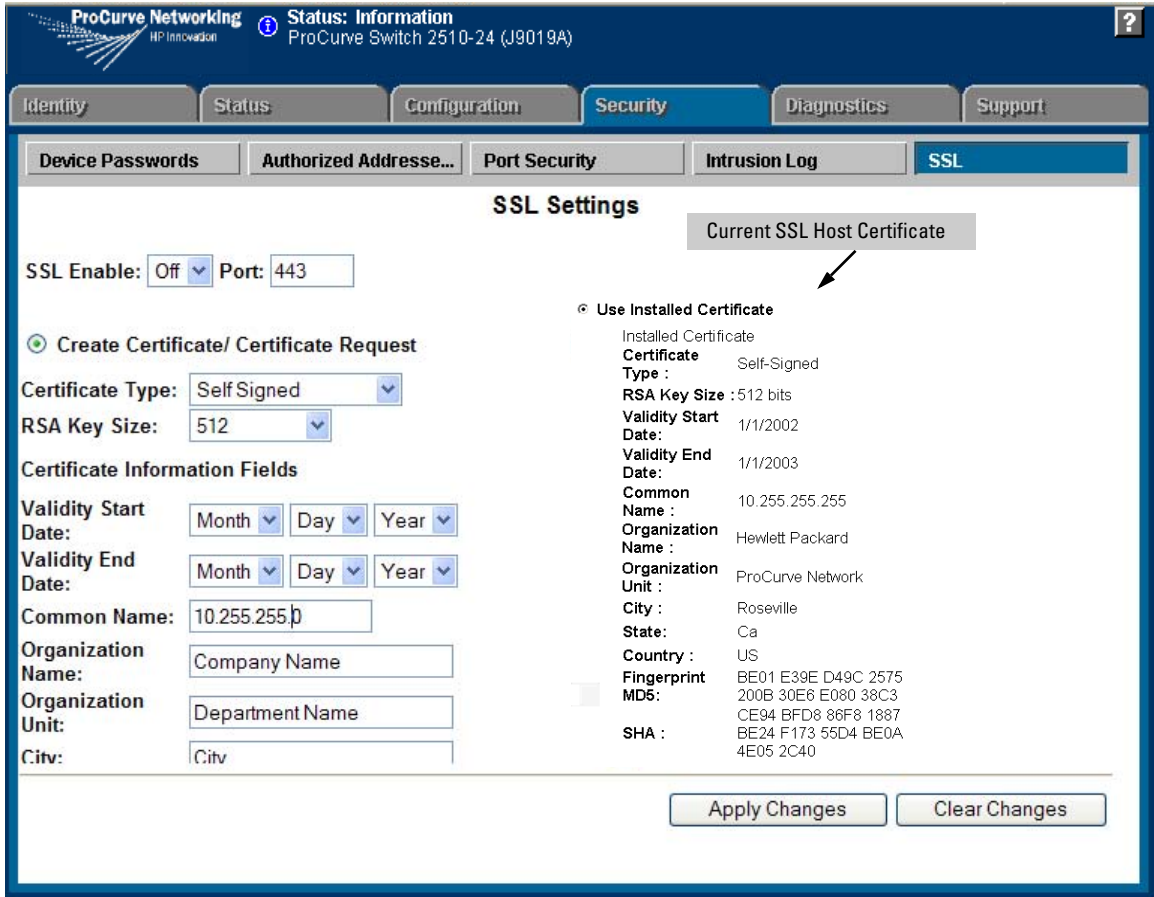 ProCurve Networking
HP Innovation
Status: Information
ProCurve Switch 2510-24 (J9019A)
?
Identity
Status
Configuration
Security
Diagnostics
Support
Device Passwords
Authorized Addresse...
Port Security
Intrusion Log
SSL
SSL Settings
Current SSL Host Certificate
SSL Enable: Off Port: 443
Create Certificate/ Certificate Request
Certificate Type: Self Signed
RSA Key Size: 512
Certificate Information Fields
Validity Start
Date: Month Day Year
Validity End
Date: Month Day Year
Common Name: 10.255.255.0
Organization
Name: Company Name
Organization
Unit: Department Name
City: City
Use Installed Certificate
Installed Certificate
Certificate
Type : Self-Signed
RSA Key Size : 512 bits
Validity Start
Date: 1/1/2002
Validity End
Date: 1/1/2003
Common
Name : 10.255.255.255
Organization
Name : Hewlett Packard
Organization
Unit : ProCurve Network
City : Roseville
State: Ca
Country : US
Fingerprint BE01 E39E D49C 2575
MD5: 200B 30E6 E080 38C3
CE94 BFD8 86F8 1887
SHA : BE24 F173 55D4 BE0A
4E05 2C40
Apply Changes
Clear Changes